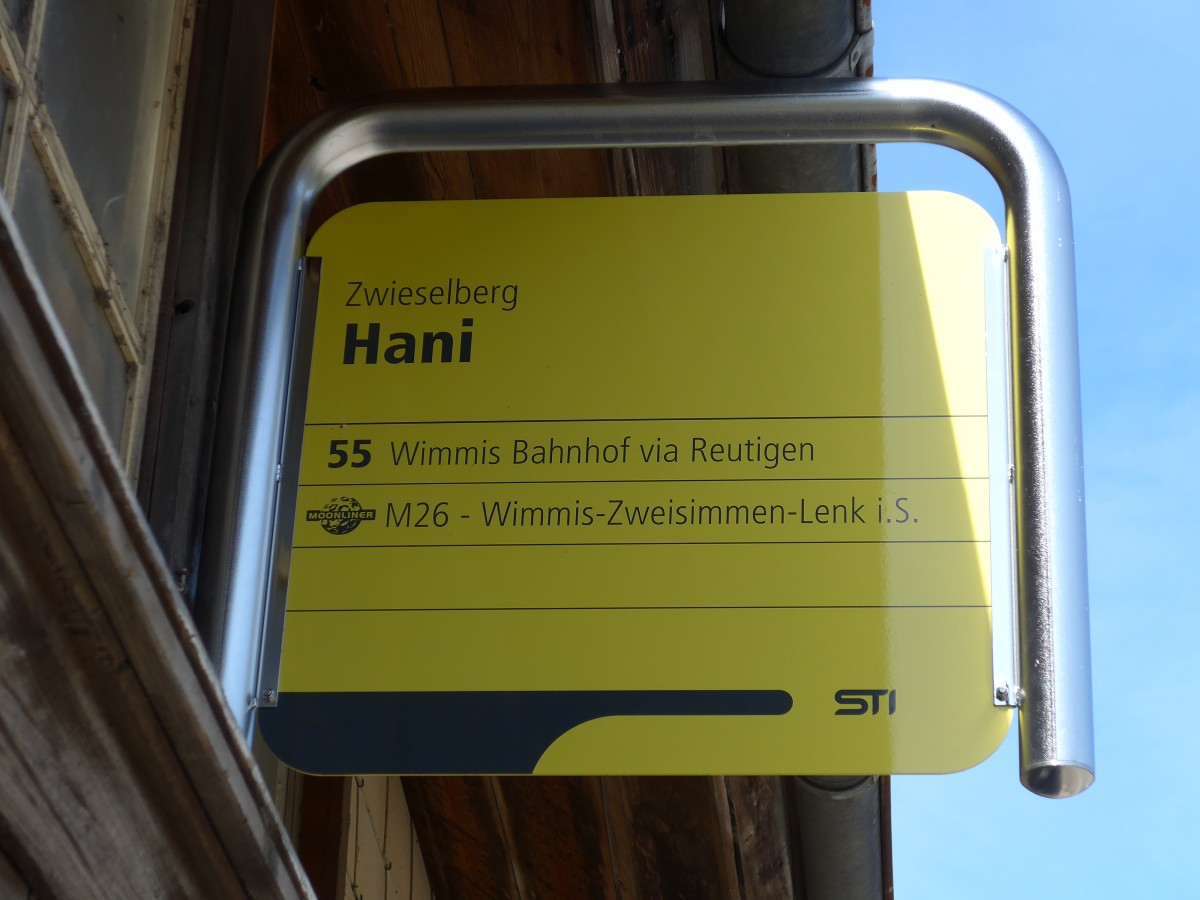 Zwieselberg
Hani
55 Wimmis Bahnhof via Reutigen
MOONLINER M26 - Wimmis-Zweisimmen-Lenk i.S.
STI